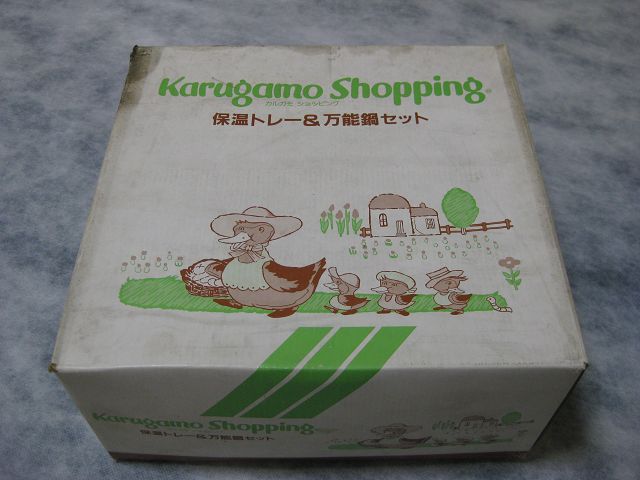 Karugamo Shopping®
カルガモ ショッピング
保温トレー&万能鍋セット
Karugamo Shopping
保温トレー&万能鍋セット